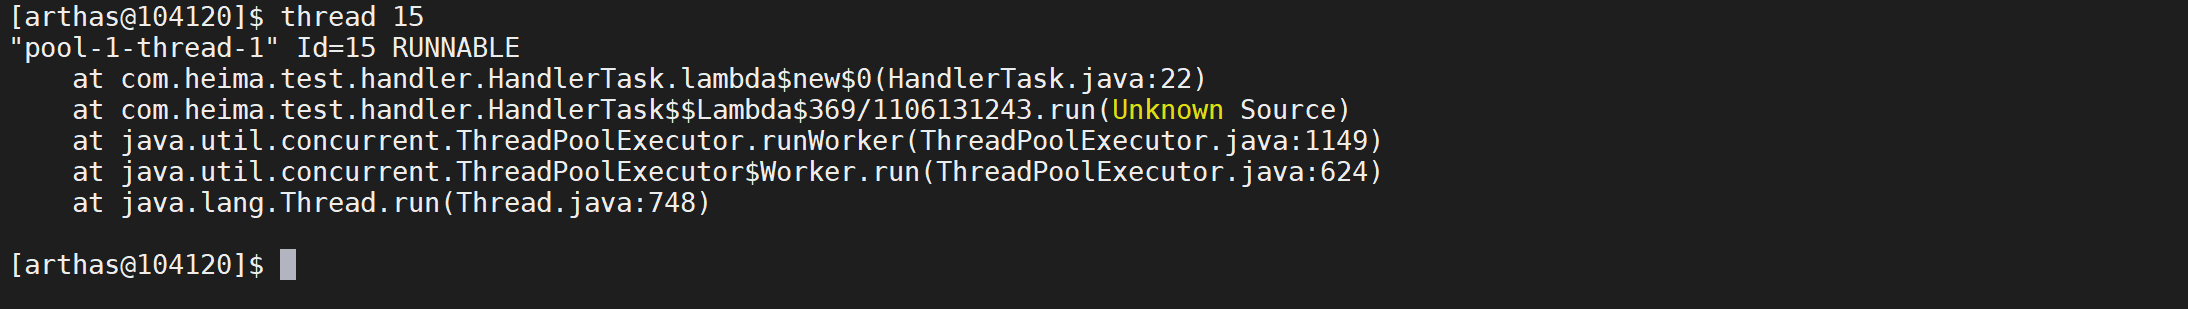 [arthas@104120]$ thread 15
"pool-1-thread-1" Id=15 RUNNABLE
    at com.heima.test.handler.HandlerTask.lambda$new$0(HandlerTask.java:22)
    at com.heima.test.handler.HandlerTask$$Lambda$369/1106131243.run(Unknown Source)
    at java.util.concurrent.ThreadPoolExecutor.runWorker(ThreadPoolExecutor.java:1149)
    at java.util.concurrent.ThreadPoolExecutor$Worker.run(ThreadPoolExecutor.java:624)
    at java.lang.Thread.run(Thread.java:748)

[arthas@104120]$